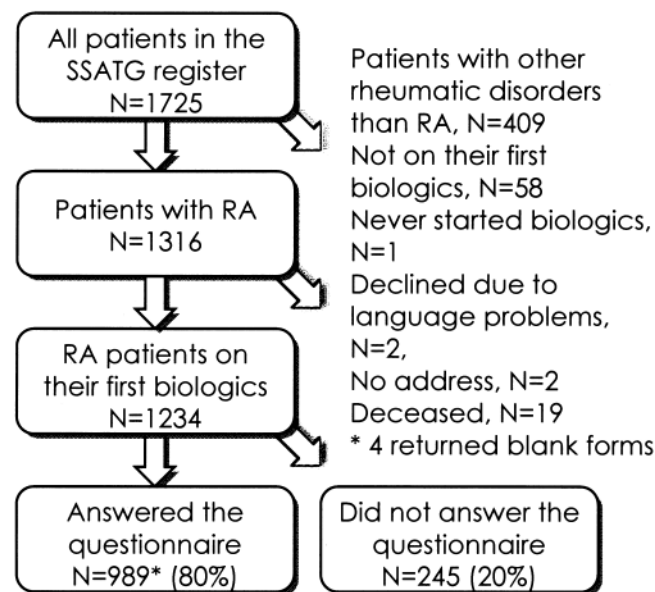 All patients in the
SSATG register
N=1725
Patients with other
rheumatic disorders
than RA, N=409
Not on their first
biologics, N=58
Never started biologics,
N=1
Declined due to
language problems,
N=2,
No address, N=2
Deceased, N=19
* 4 returned blank forms
Patients with RA
N=1316
RA patients on
their first biologics
N=1234
Answered the
questionnaire
N=989* (80%)
Did not answer the
questionnaire
N=245 (20%)